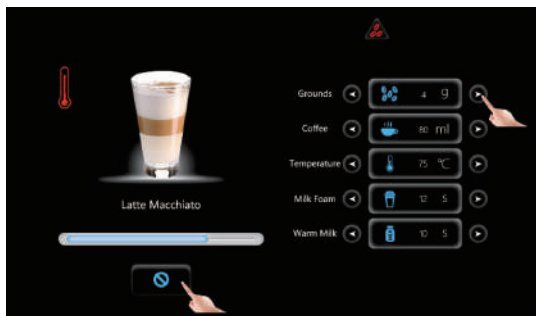 Grounds 4 g
Coffee 80 ml
Temperature 75 °C
Milk Foam 12 S
Warm Milk 10 S
Latte Macchiato